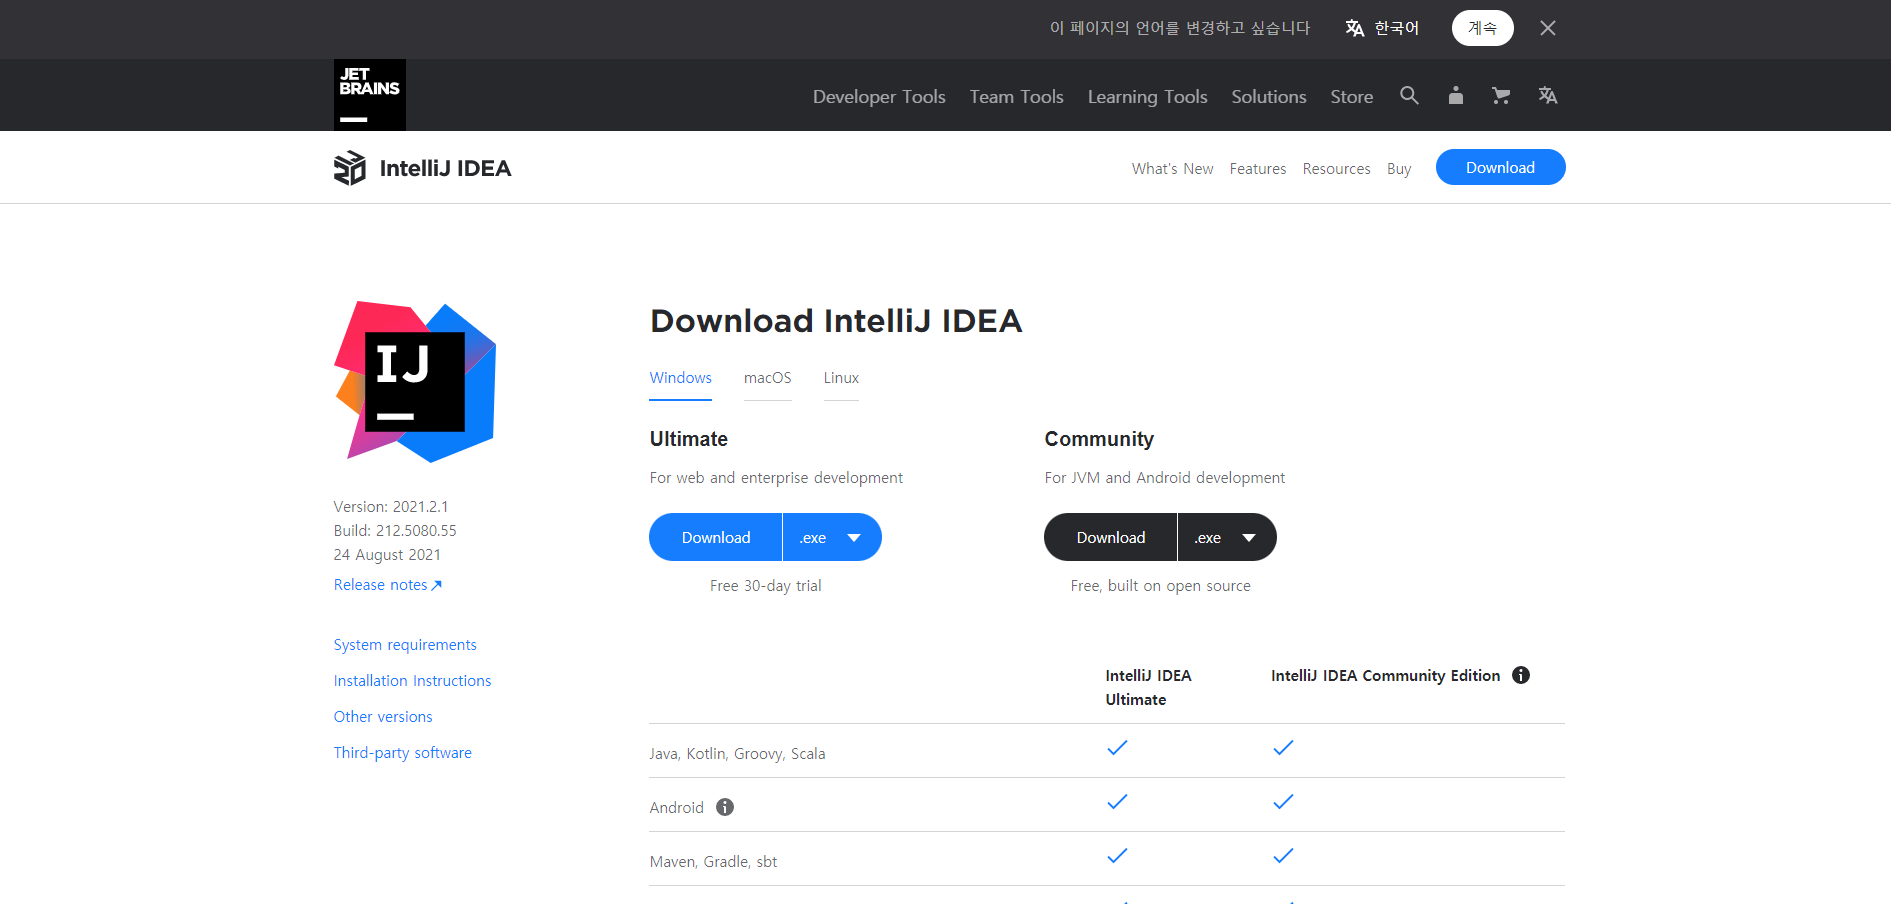 이 페이지의 언어를 변경하고 싶습니다 한국어 계속
JET
BRAINS
Developer Tools Team Tools Learning Tools Solutions Store
IntelliJ IDEA
What's New Features Resources Buy Download
IJ
Version: 2021.2.1
Build: 212.5080.55
24 August 2021
Release notes
System requirements
Installation Instructions
Other versions
Third-party software
Download IntelliJ IDEA
Windows macOS Linux
Ultimate
For web and enterprise development
Download .exe
Free 30-day trial
Community
For JVM and Android development
Download .exe
Free, built on open source
IntelliJ IDEA
Ultimate
IntelliJ IDEA Community Edition
Java, Kotlin, Groovy, Scala
Android
Maven, Gradle, sbt